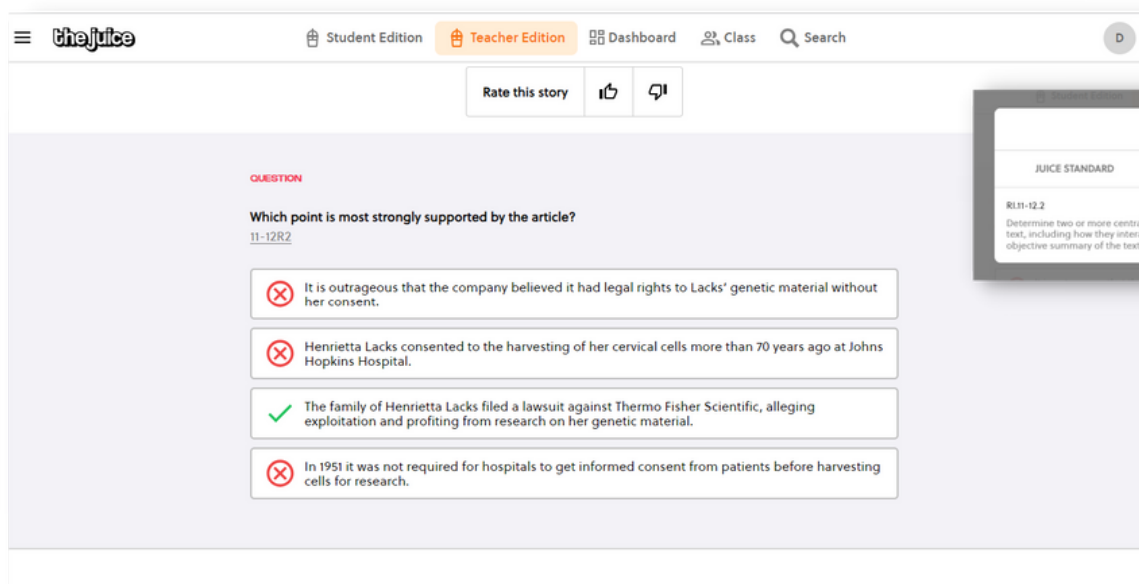 the juice
Student Edition
Teacher Edition
Dashboard
Class
Search
D
Rate this story
Student Edition
JUICE STANDARD
QUESTION
Which point is most strongly supported by the article?
11-12R2
RI.11-12.2
Determine two or more centra
text, including how they intera
objective summary of the text
It is outrageous that the company believed it had legal rights to Lacks' genetic material without
her consent.
Henrietta Lacks consented to the harvesting of her cervical cells more than 70 years ago at Johns
Hopkins Hospital.
The family of Henrietta Lacks filed a lawsuit against Thermo Fisher Scientific, alleging
exploitation and profiting from research on her genetic material.
In 1951 it was not required for hospitals to get informed consent from patients before harvesting
cells for research.